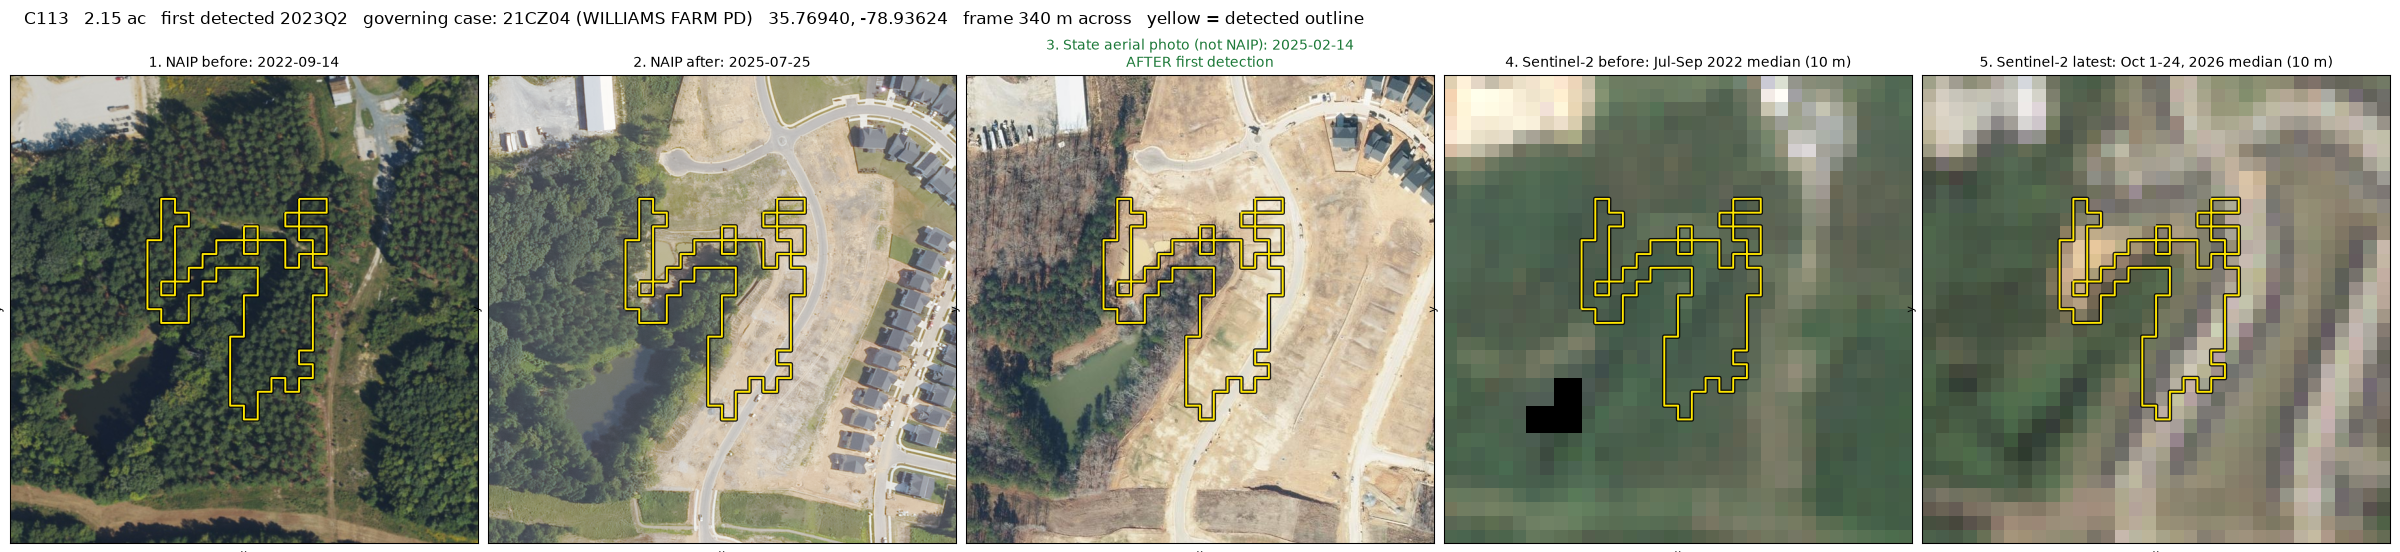 C113   2.15 ac   first detected 2023Q2   governing case: 21CZ04 (WILLIAMS FARM PD)   35.76940, -78.93624   frame 340 m across   yellow = detected outline
1. NAIP before: 2022-09-14
2. NAIP after: 2025-07-25
3. State aerial photo (not NAIP): 2025-02-14
AFTER first detection
4. Sentinel-2 before: Jul-Sep 2022 median (10 m)
5. Sentinel-2 latest: Oct 1-24, 2026 median (10 m)